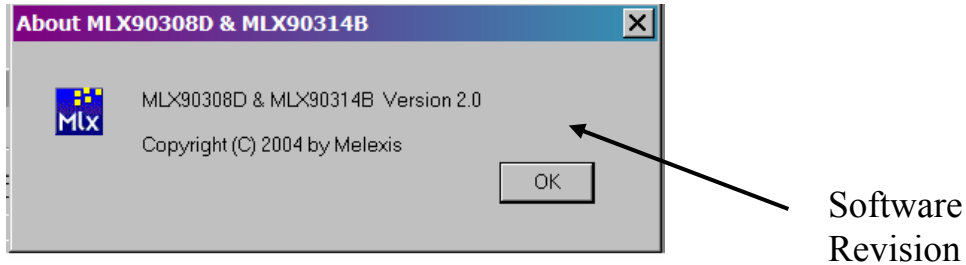 About MLX90308D & MLX90314B
MLX90308D & MLX90314B Version 2.0
Mlx
Copyright (C) 2004 by Melexis
OK
Software
Revision